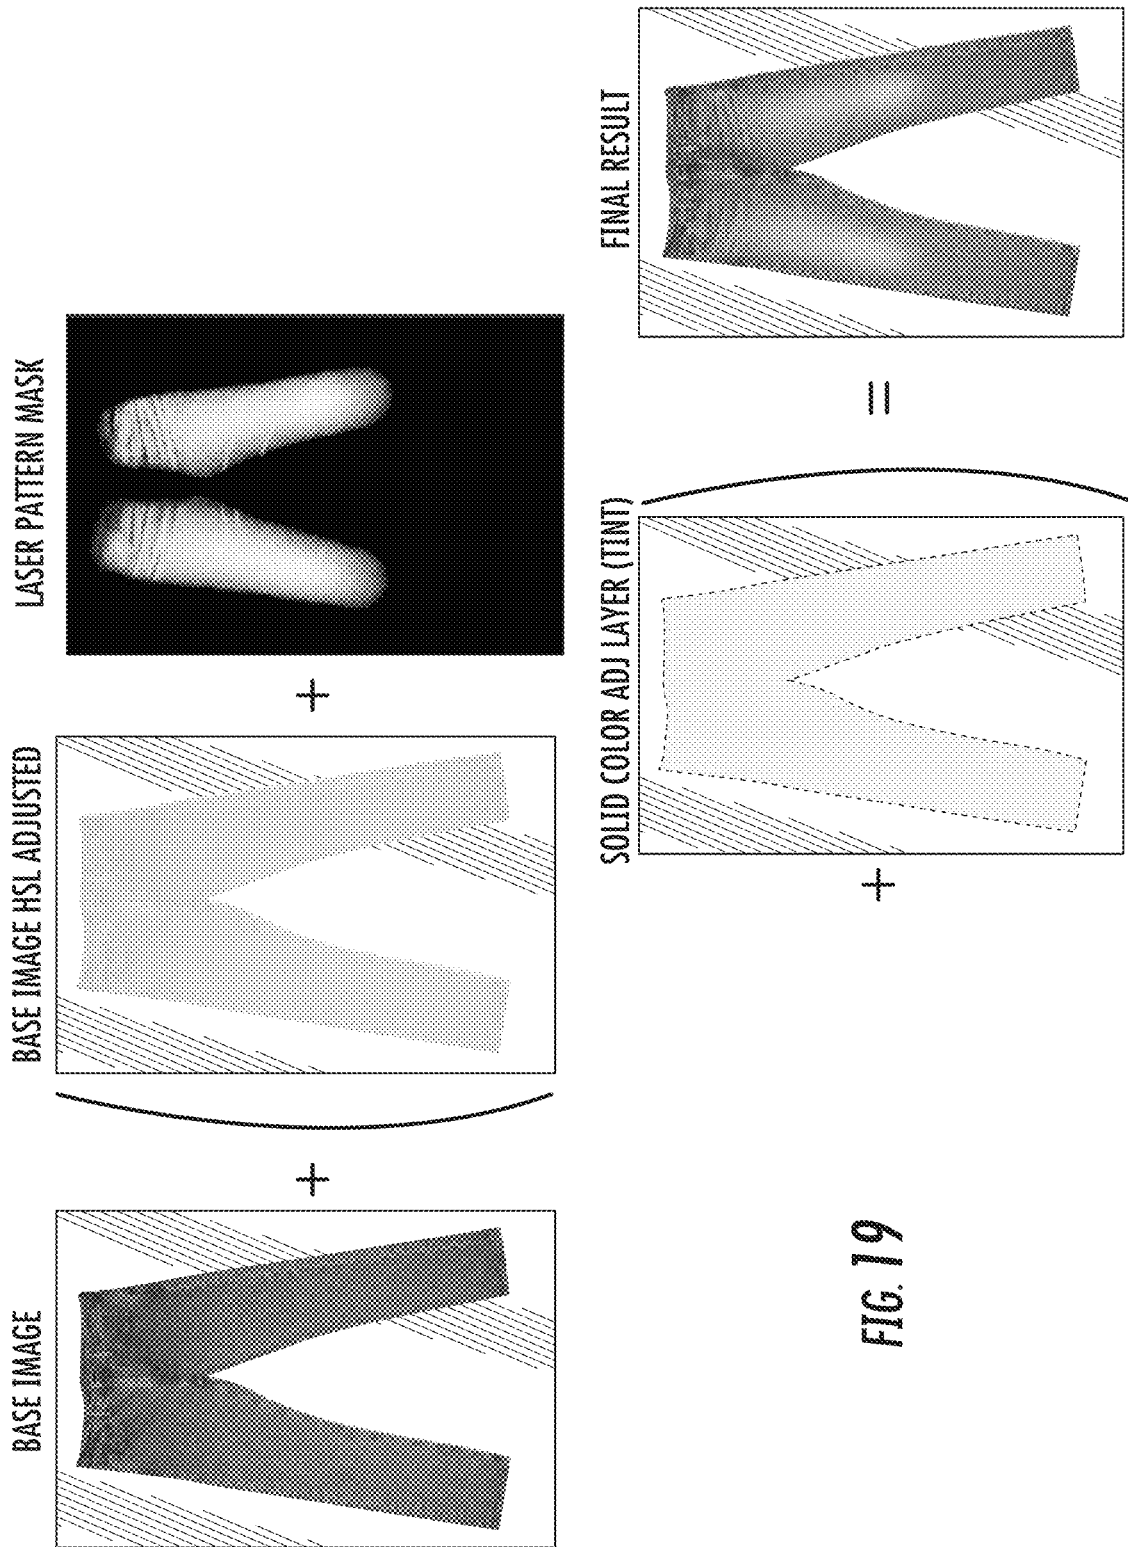 BASE IMAGE
+
BASE IMAGE HSL ADJUSTED
+
LASER PATTERN MASK
+
SOLID COLOR ADJ LAYER (TINT)
=
FINAL RESULT
FIG. 19